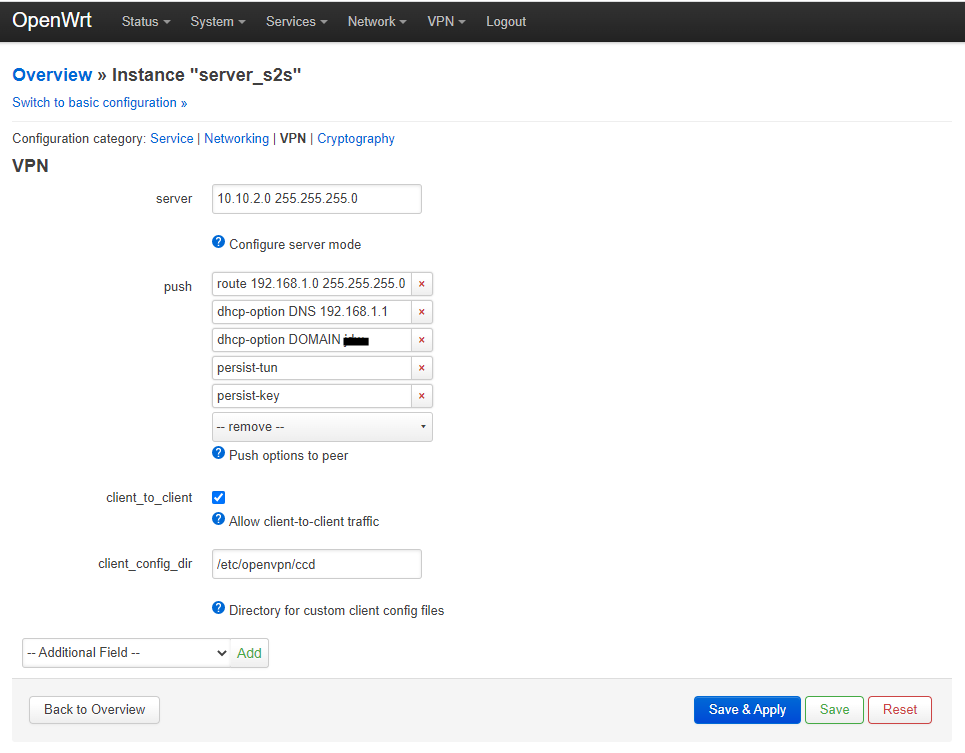 OpenWrt Status System Services Network VPN Logout
Overview » Instance "server_s2s"
Switch to basic configuration »
Configuration category: Service | Networking | VPN | Cryptography
VPN
server 10.10.2.0 255.255.255.0
Configure server mode
push route 192.168.1.0 255.255.255.0 ×
dhcp-option DNS 192.168.1.1 ×
dhcp-option DOMAIN ×
persist-tun ×
persist-key ×
-- remove --
Push options to peer
client_to_client
Allow client-to-client traffic
client_config_dir /etc/openvpn/ccd
Directory for custom client config files
-- Additional Field -- Add
Back to Overview Save & Apply Save Reset